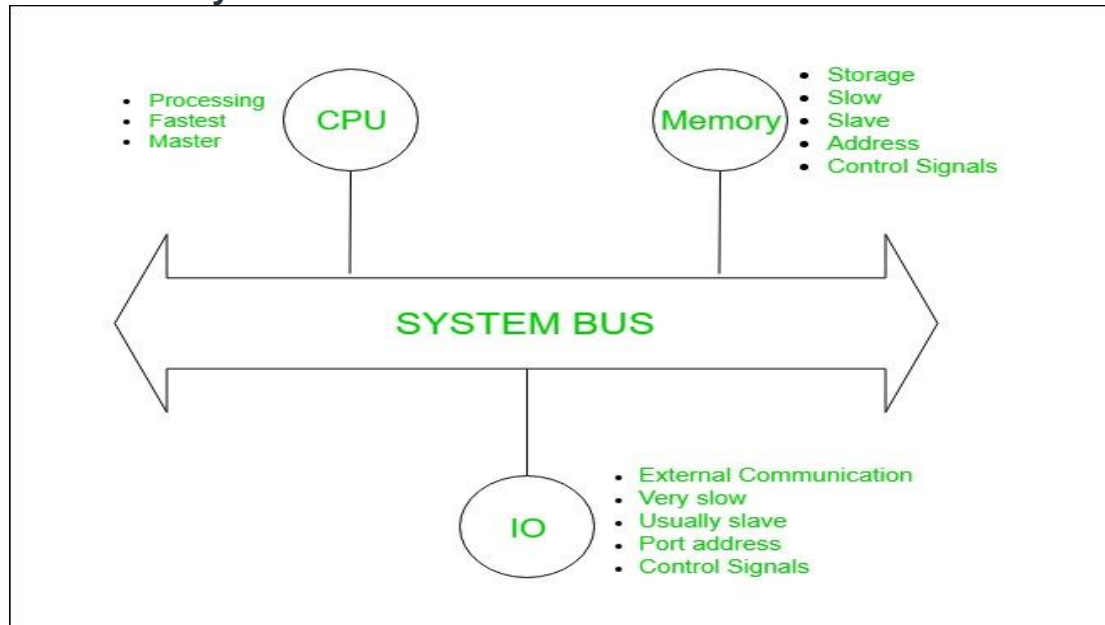 CPU
• Processing
• Fastest
• Master
Memory
• Storage
• Slow
• Slave
• Address
• Control Signals
SYSTEM BUS
IO
• External Communication
• Very slow
• Usually slave
• Port address
• Control Signals